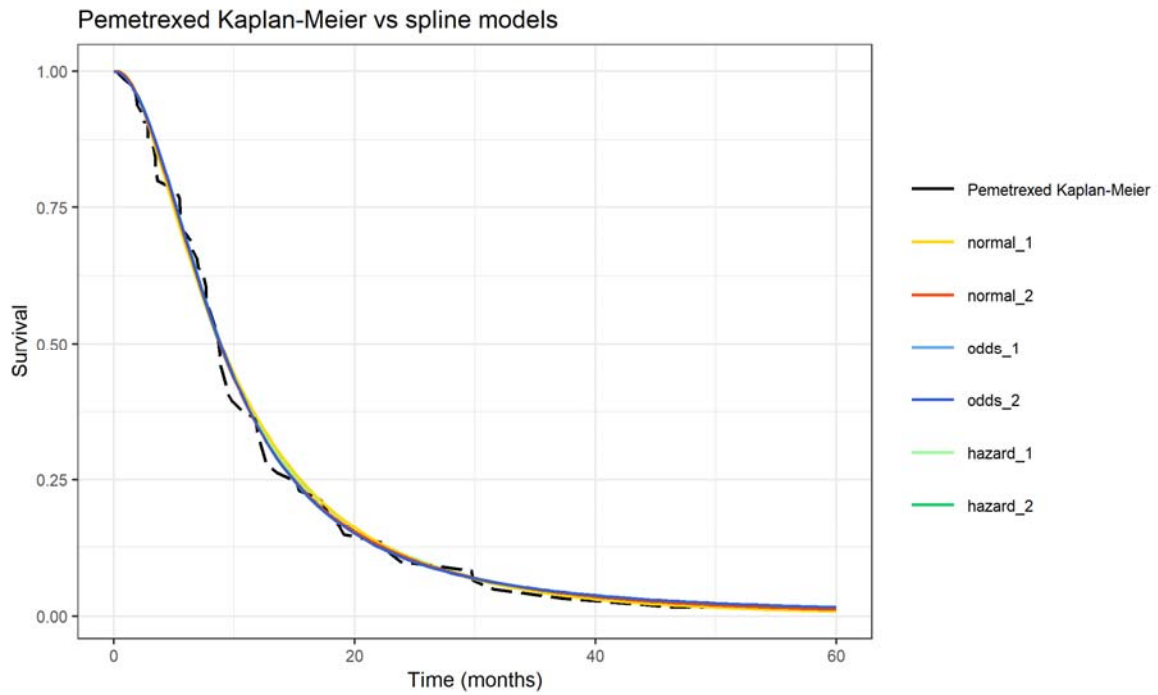 Pemetrexed Kaplan-Meier vs spline models
1.00
0.75
0.50
0.25
0.00
Survival
0
20
40
60
Time (months)
Pemetrexed Kaplan-Meier
normal_1
normal_2
odds_1
odds_2
hazard_1
hazard_2